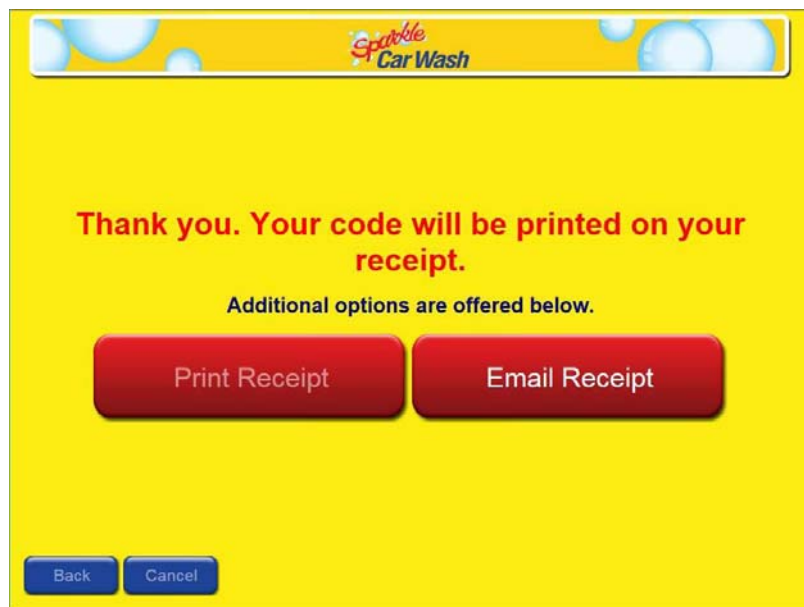 Sparkle
Car Wash
Thank you. Your code will be printed on your
receipt.
Additional options are offered below.
Print Receipt Email Receipt
Back Cancel